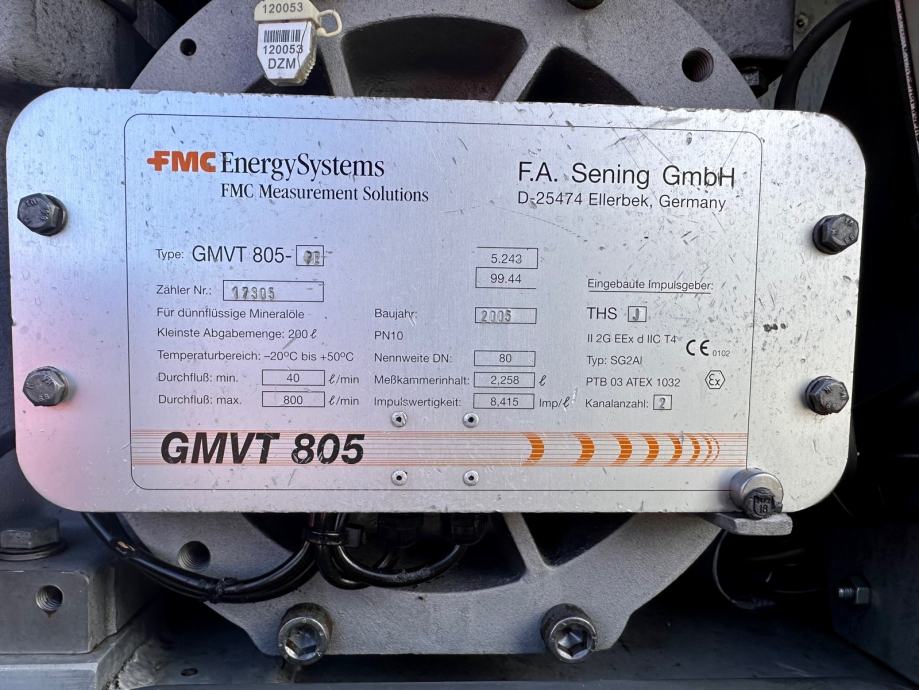 120053
120053
DZM
FMC EnergySystems
FMC Measurement Solutions
F.A. Sening GmbH
D-25474 Ellerbek, Germany
Type: GMVT 805-
5.243
99.44
Zähler Nr.: 17305
Eingebaute Impulsgeber:
Für dünnflüssige Mineralöle
Baujahr: 2005
THS J
Kleinste Abgabemenge: 200 ℓ
PN10
II 2G EEx d IIC T4
CE 0102
Temperaturbereich: –20°C bis +50°C
Nennweite DN: 80
Typ: SG2AI
Durchfluß: min. 40 ℓ/min
Meßkammerinhalt: 2,258 ℓ
PTB 03 ATEX 1032
Ex
Durchfluß: max. 800 ℓ/min
Impulswertigkeit: 8,415 Imp/ℓ
Kanalanzahl: 2
GMVT 805